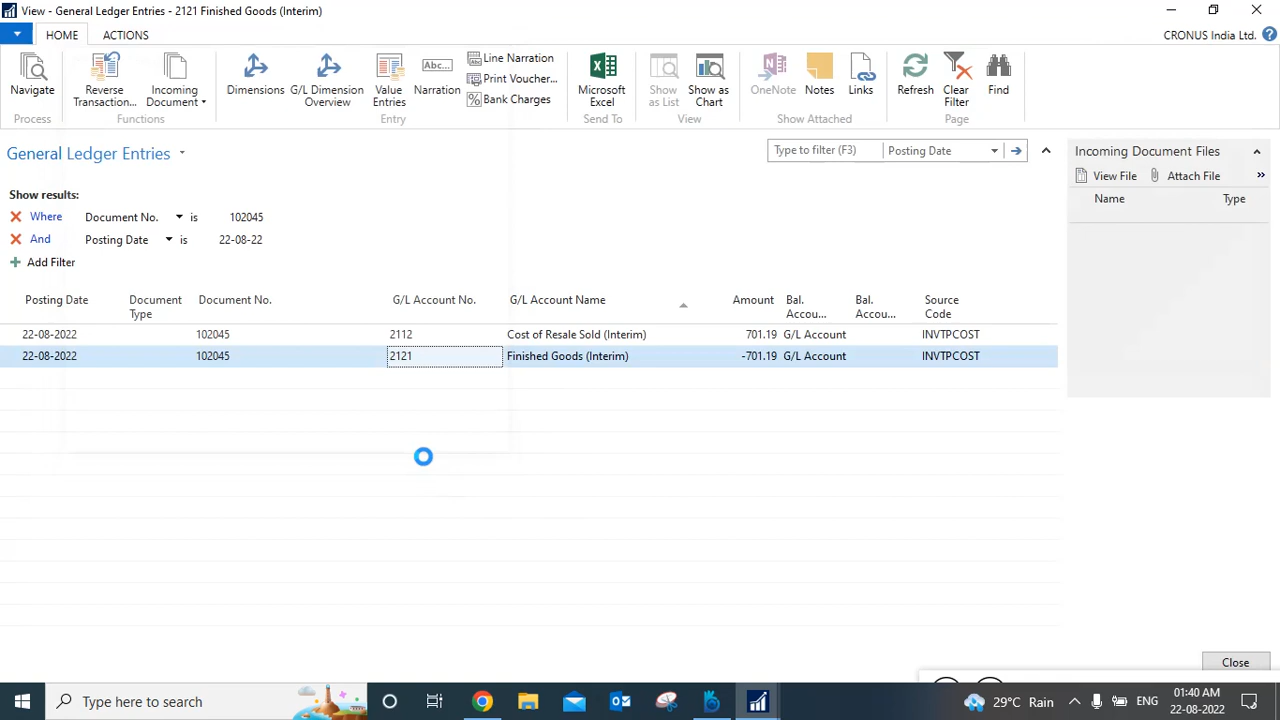 View - General Ledger Entries - 2121 Finished Goods (Interim)
HOME ACTIONS
CRONUS India Ltd.
Navigate
Reverse Transaction...
Incoming Document
Dimensions
G/L Dimension Overview
Value Entries
Abc...
Narration
Line Narration
Print Voucher...
Bank Charges
Microsoft Excel
Show as List
Show as Chart
OneNote
Notes
Links
Refresh
Clear Filter
Find
Process Functions Entry Send To View Show Attached Page
General Ledger Entries
Type to filter (F3) Posting Date
Show results:
Where Document No. is 102045
And Posting Date is 22-08-22
Add Filter
Incoming Document Files
View File Attach File »
Name Type
Posting Date Document Type Document No. G/L Account No. G/L Account Name Amount Bal. Accou... Bal. Accou... Source Code
22-08-2022 102045 2112 Cost of Resale Sold (Interim) 701.19 G/L Account INVTPCOST
22-08-2022 102045 2121 Finished Goods (Interim) -701.19 G/L Account INVTPCOST
Close
Type here to search
29°C Rain
ENG
01:40 AM
22-08-2022